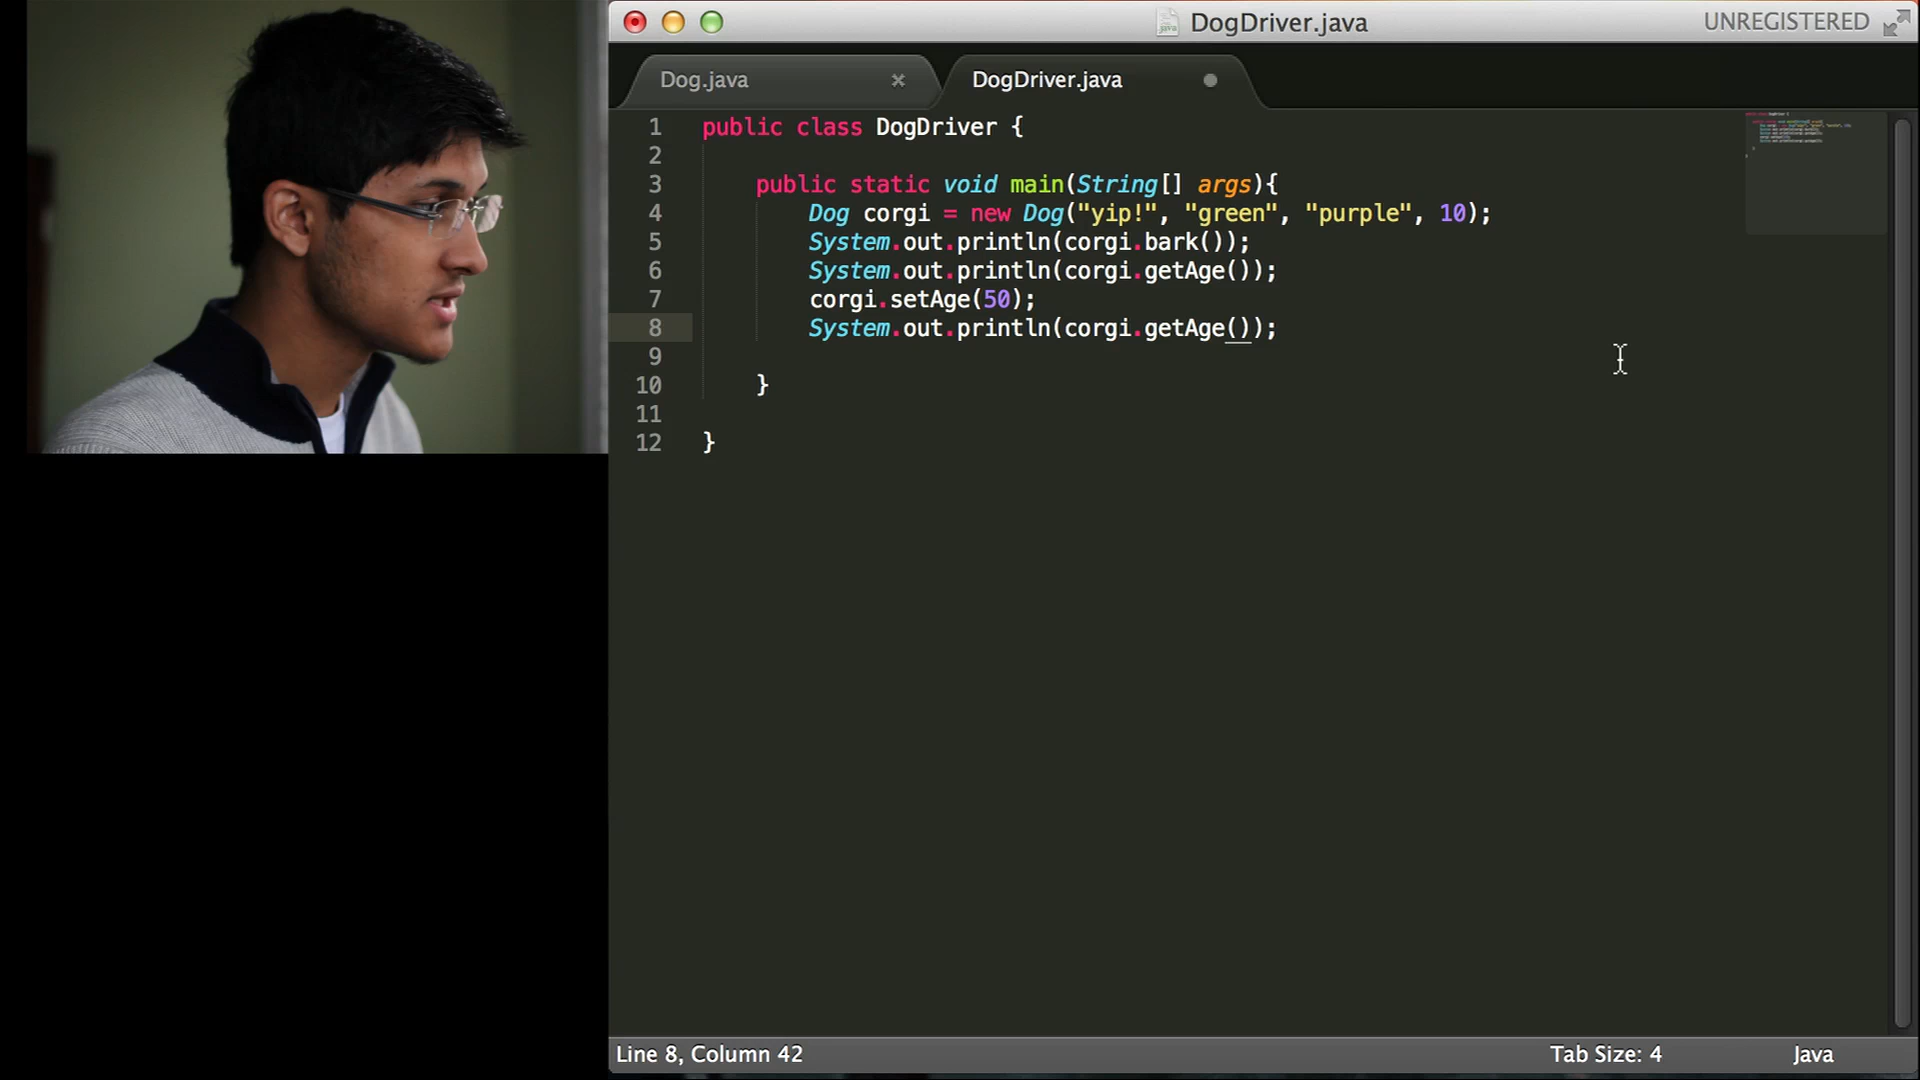 DogDriver.java
UNREGISTERED
Dog.java
DogDriver.java
1 public class DogDriver {
2
3 public static void main(String[] args){
4 Dog corgi = new Dog("yip!", "green", "purple", 10);
5 System.out.println(corgi.bark());
6 System.out.println(corgi.getAge());
7 corgi.setAge(50);
8 System.out.println(corgi.getAge());
9
10 }
11
12 }
Line 8, Column 42
Tab Size: 4
Java